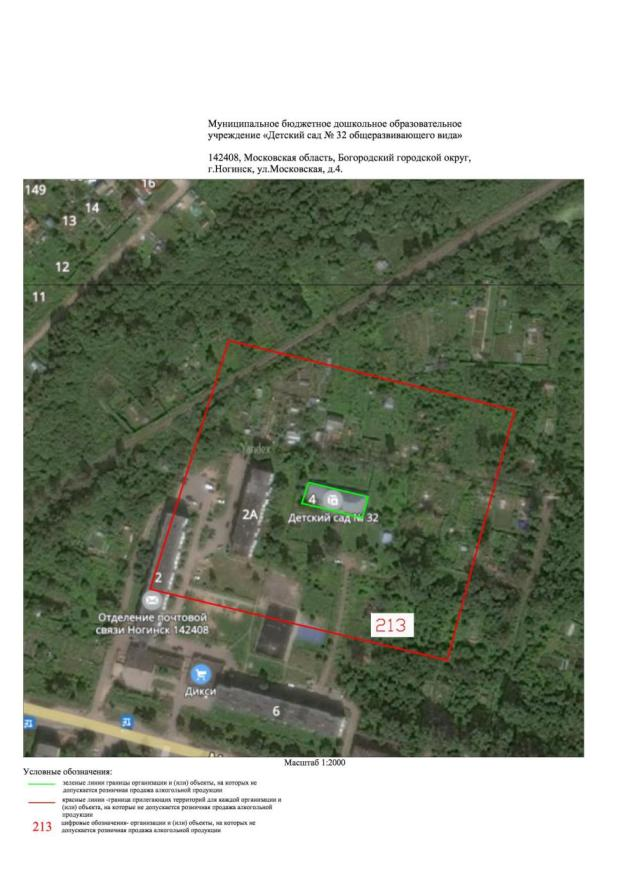 Муниципальное бюджетное дошкольное образовательное
учреждение «Детский сад № 32 общеразвивающего вида»
142408, Московская область, Богородский городской округ,
г.Ногинск, ул.Московская, д.4.
149
16
14
13
12
11
Yandex
4
2А
Детский сад № 32
2
Отделение почтовой
связи Ногинск 142408
213
Дикси
6
Масштаб 1:2000
Условные обозначения:
зеленые линии границы организации и (или) объекты, на которых не
допускается розничная продажа алкогольной продукции
красные линии -граница прилегающих территорий для каждой организации и
(или) объекта, на которые не допускается розничная продажа алкогольной
продукции
213 цифровые обозначения- организации и (или) объекты, на которых не
допускается розничная продажа алкогольной продукции